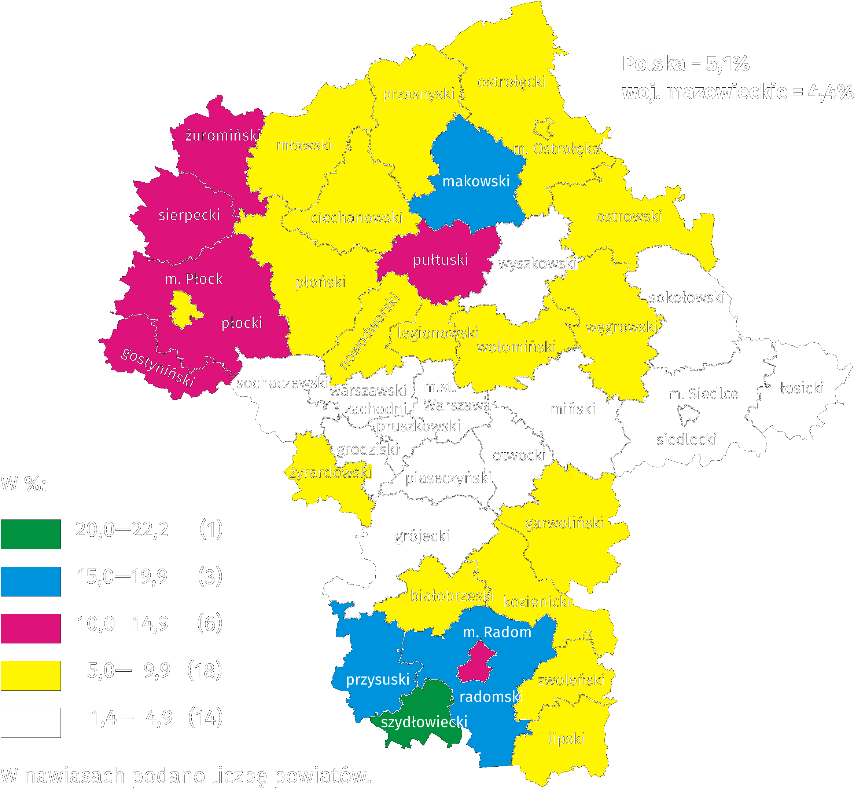 Polska = 5,1%
woj. mazowieckie = 4,4%
ostrołęcki
przasnyski
żuromiński
mławski
m. Ostrołęka
makowski
sierpecki
ciechanowski
ostrowski
pułtuski
wyszkowski
m. Płock
płoński
sokołowski
płocki
nowodworski
legionowski
wołomiński
węgrowski
gostyniński
sochaczewski
warszawski
zachodni
m.st.
Warszawa
miński
m. Siedlce
łosicki
pruszkowski
siedlecki
grodziski
otwocki
żyrardowski
piaseczyński
W %:
garwoliński
grójecki
20,0—22,2 (1)
15,0—19,9 (3)
białobrzeski
kozienicki
10,0—14,9 (6)
m. Radom
5,0— 9,9 (18)
przysuski
zwoleński
radomski
1,4— 4,9 (14)
szydłowiecki
lipski
W nawiasach podano liczbę powiatów.